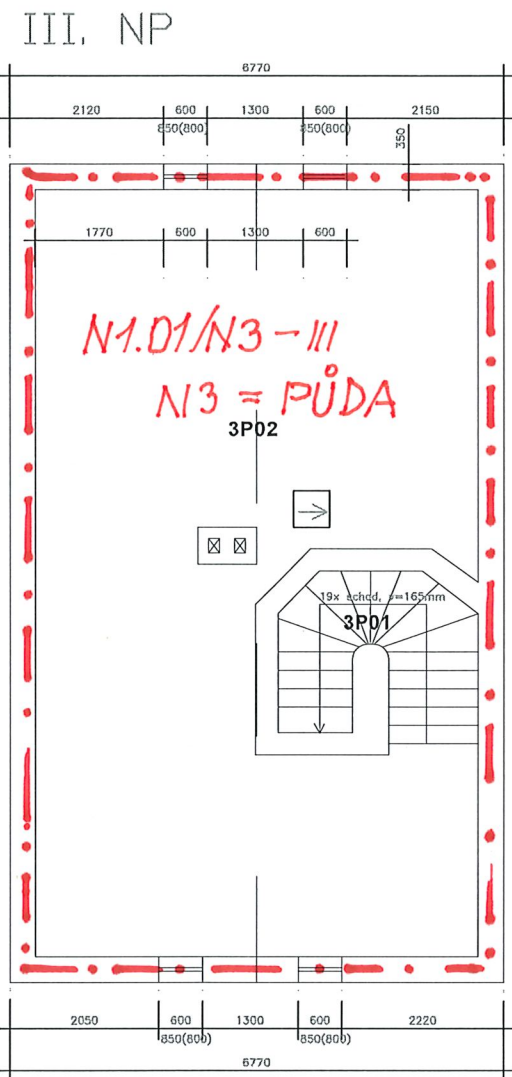 III. NP
6770
2120 600 1300 600 2150
850(800) 850(800)
350
1770 600 1300 600
N1.01/N3 - III
N3 = PŮDA
3P02
19x schod, v=165mm
3P01
2050 600 1300 600 2220
850(800) 850(800)
6770